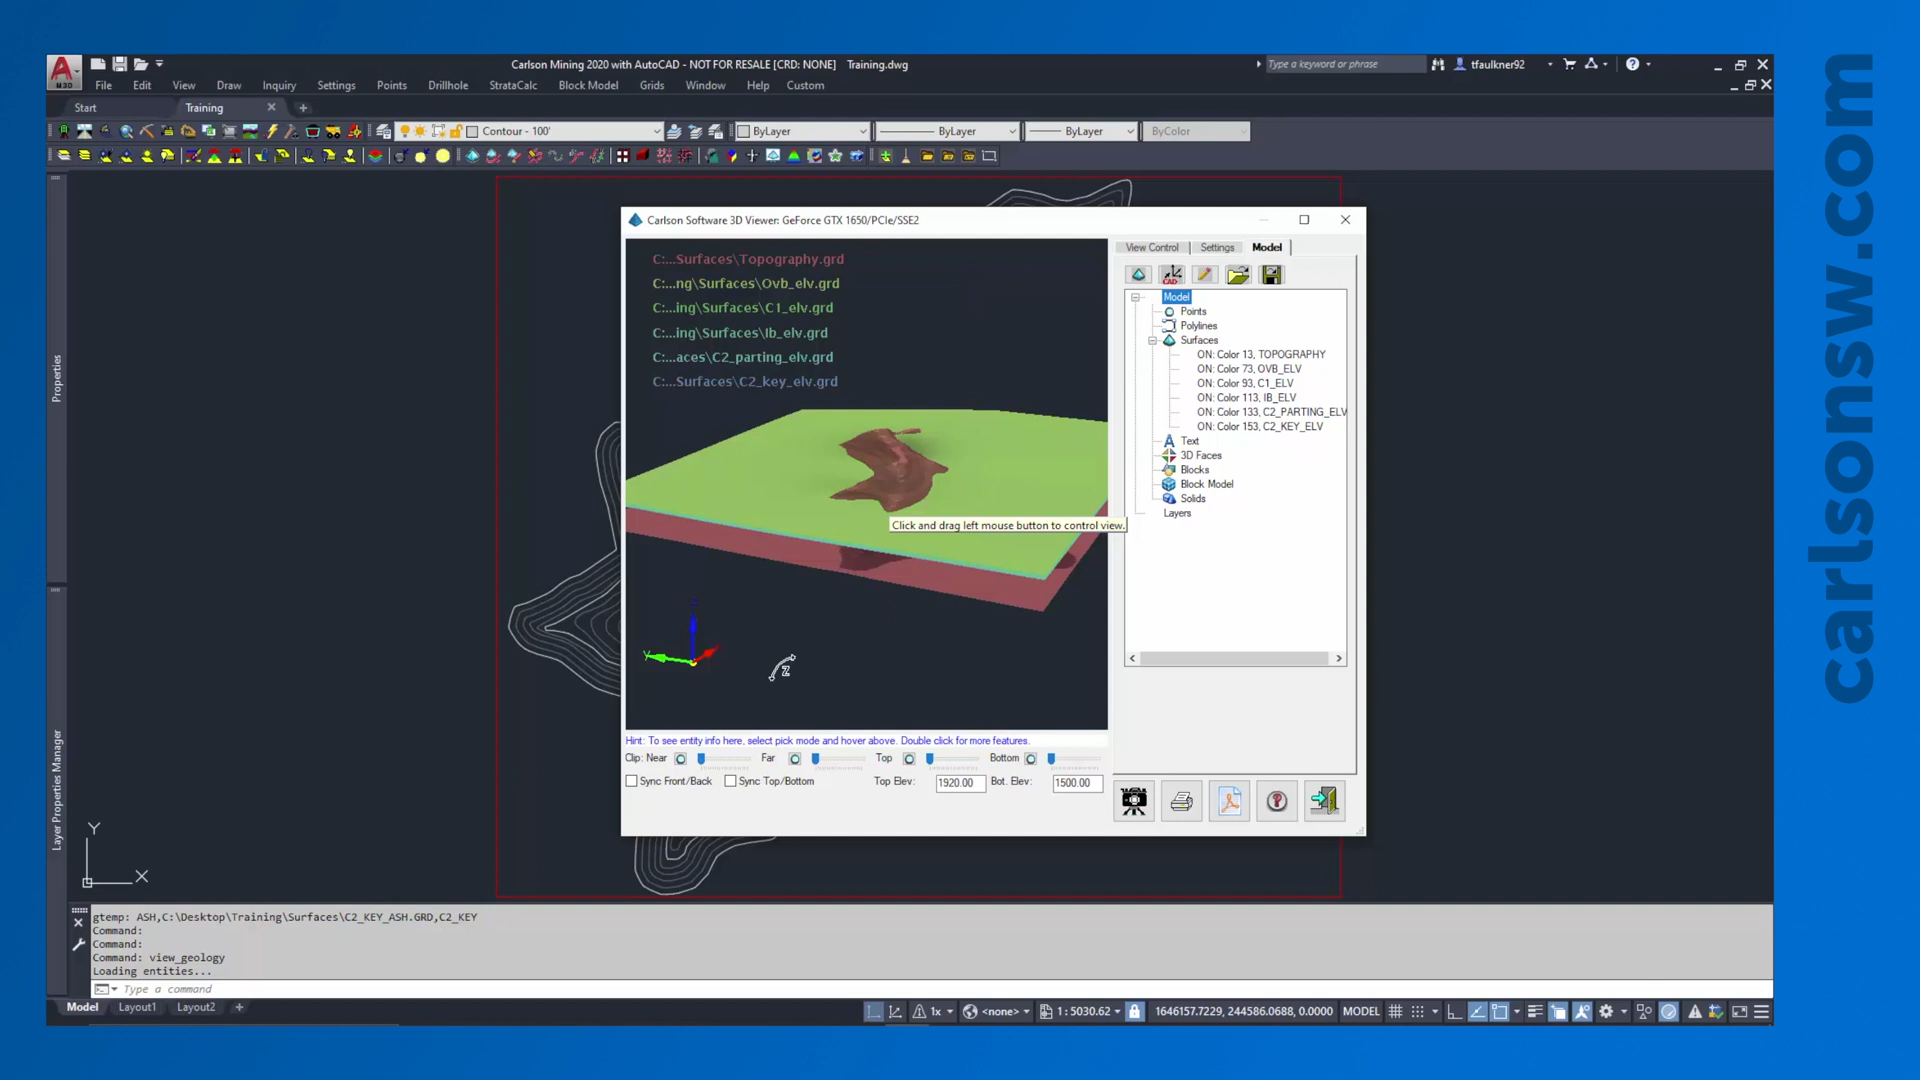 Carlson Mining 2020 with AutoCAD - NOT FOR RESALE [CRD: NONE] Training.dwg
Type a keyword or phrase
tfaulkner92
File Edit View Draw Inquiry Settings Points Drillhole StrataCalc Block Model Grids Window Help Custom
Start Training
Contour - 100' ByLayer ByLayer ByLayer ByColor
Carlson Software 3D Viewer: GeForce GTX 1650/PCIe/SSE2
View Control Settings Model
C:...Surfaces\Topography.grd
C:...ng\Surfaces\Ovb_elv.grd
C:...ing\Surfaces\C1_elv.grd
C:...ing\Surfaces\Ib_elv.grd
C:...aces\C2_parting_elv.grd
C:...Surfaces\C2_key_elv.grd
CAD
Model
Points
Polylines
Surfaces
ON: Color 13, TOPOGRAPHY
ON: Color 73, OVB_ELV
ON: Color 93, C1_ELV
ON: Color 113, IB_ELV
ON: Color 133, C2_PARTING_ELV
ON: Color 153, C2_KEY_ELV
Text
3D Faces
Blocks
Block Model
Solids
Layers
Click and drag left mouse button to control view.
Y
Z
Hint: To see entity info here, select pick mode and hover above. Double click for more features.
Clip: Near Far Top Bottom
Sync Front/Back Sync Top/Bottom Top Elev: 1920.00 Bot. Elev: 1500.00
Properties
Layer Properties Manager
Y
X
gtemp: ASH,C:\Desktop\Training\Surfaces\C2_KEY_ASH.GRD,C2_KEY
Command:
Command:
Command: view_geology
Loading entities...
Type a command
Model Layout1 Layout2
1x <none> 1 : 5030.62 1646157.7229, 244586.0688, 0.0000 MODEL
carlsonsw.com